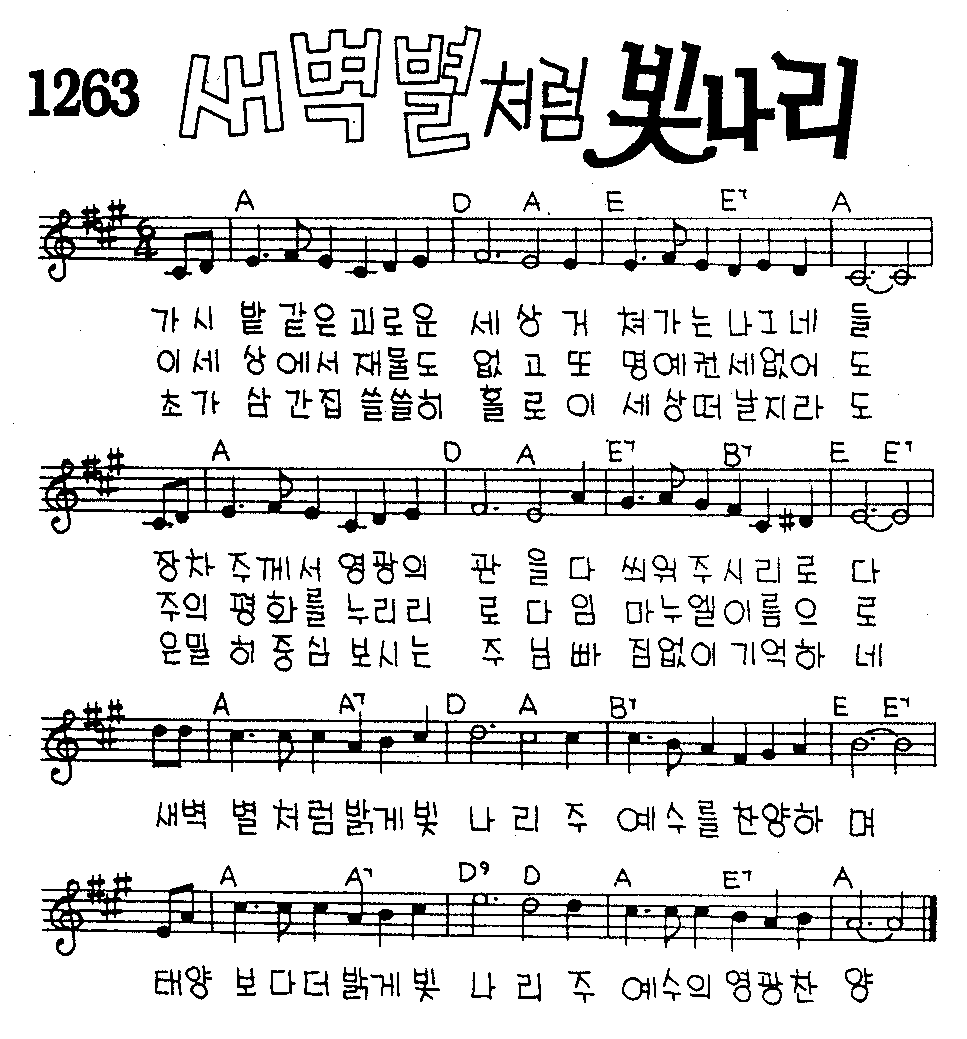 1263 새벽별처럼 빛나리
A D A E E7 A
가시 밭 같은 괴로운 세 상 거 쳐가는나그네 들
이세 상에서 재물도 없 고 또 명예권세없어 도
초가 삼 간집 쓸쓸히 홀 로 이 세상떠날지라 도
A D A E7 B7 E E7
장차 주께서 영광의 관 을 다 씌워주시리로 다
주의 평화를 누리리 로 다 임 마누엘이름으 로
은밀 히중심 보시는 주 님 빠 짐없이기억하 네
A A7 D A B7 E E7
새벽 별처럼밝게빛 나 리 주 예수를찬양하 며
A A7 D9 D A E7 A
태양 보다더밝게빛 나 리 주 예수의영광찬 양